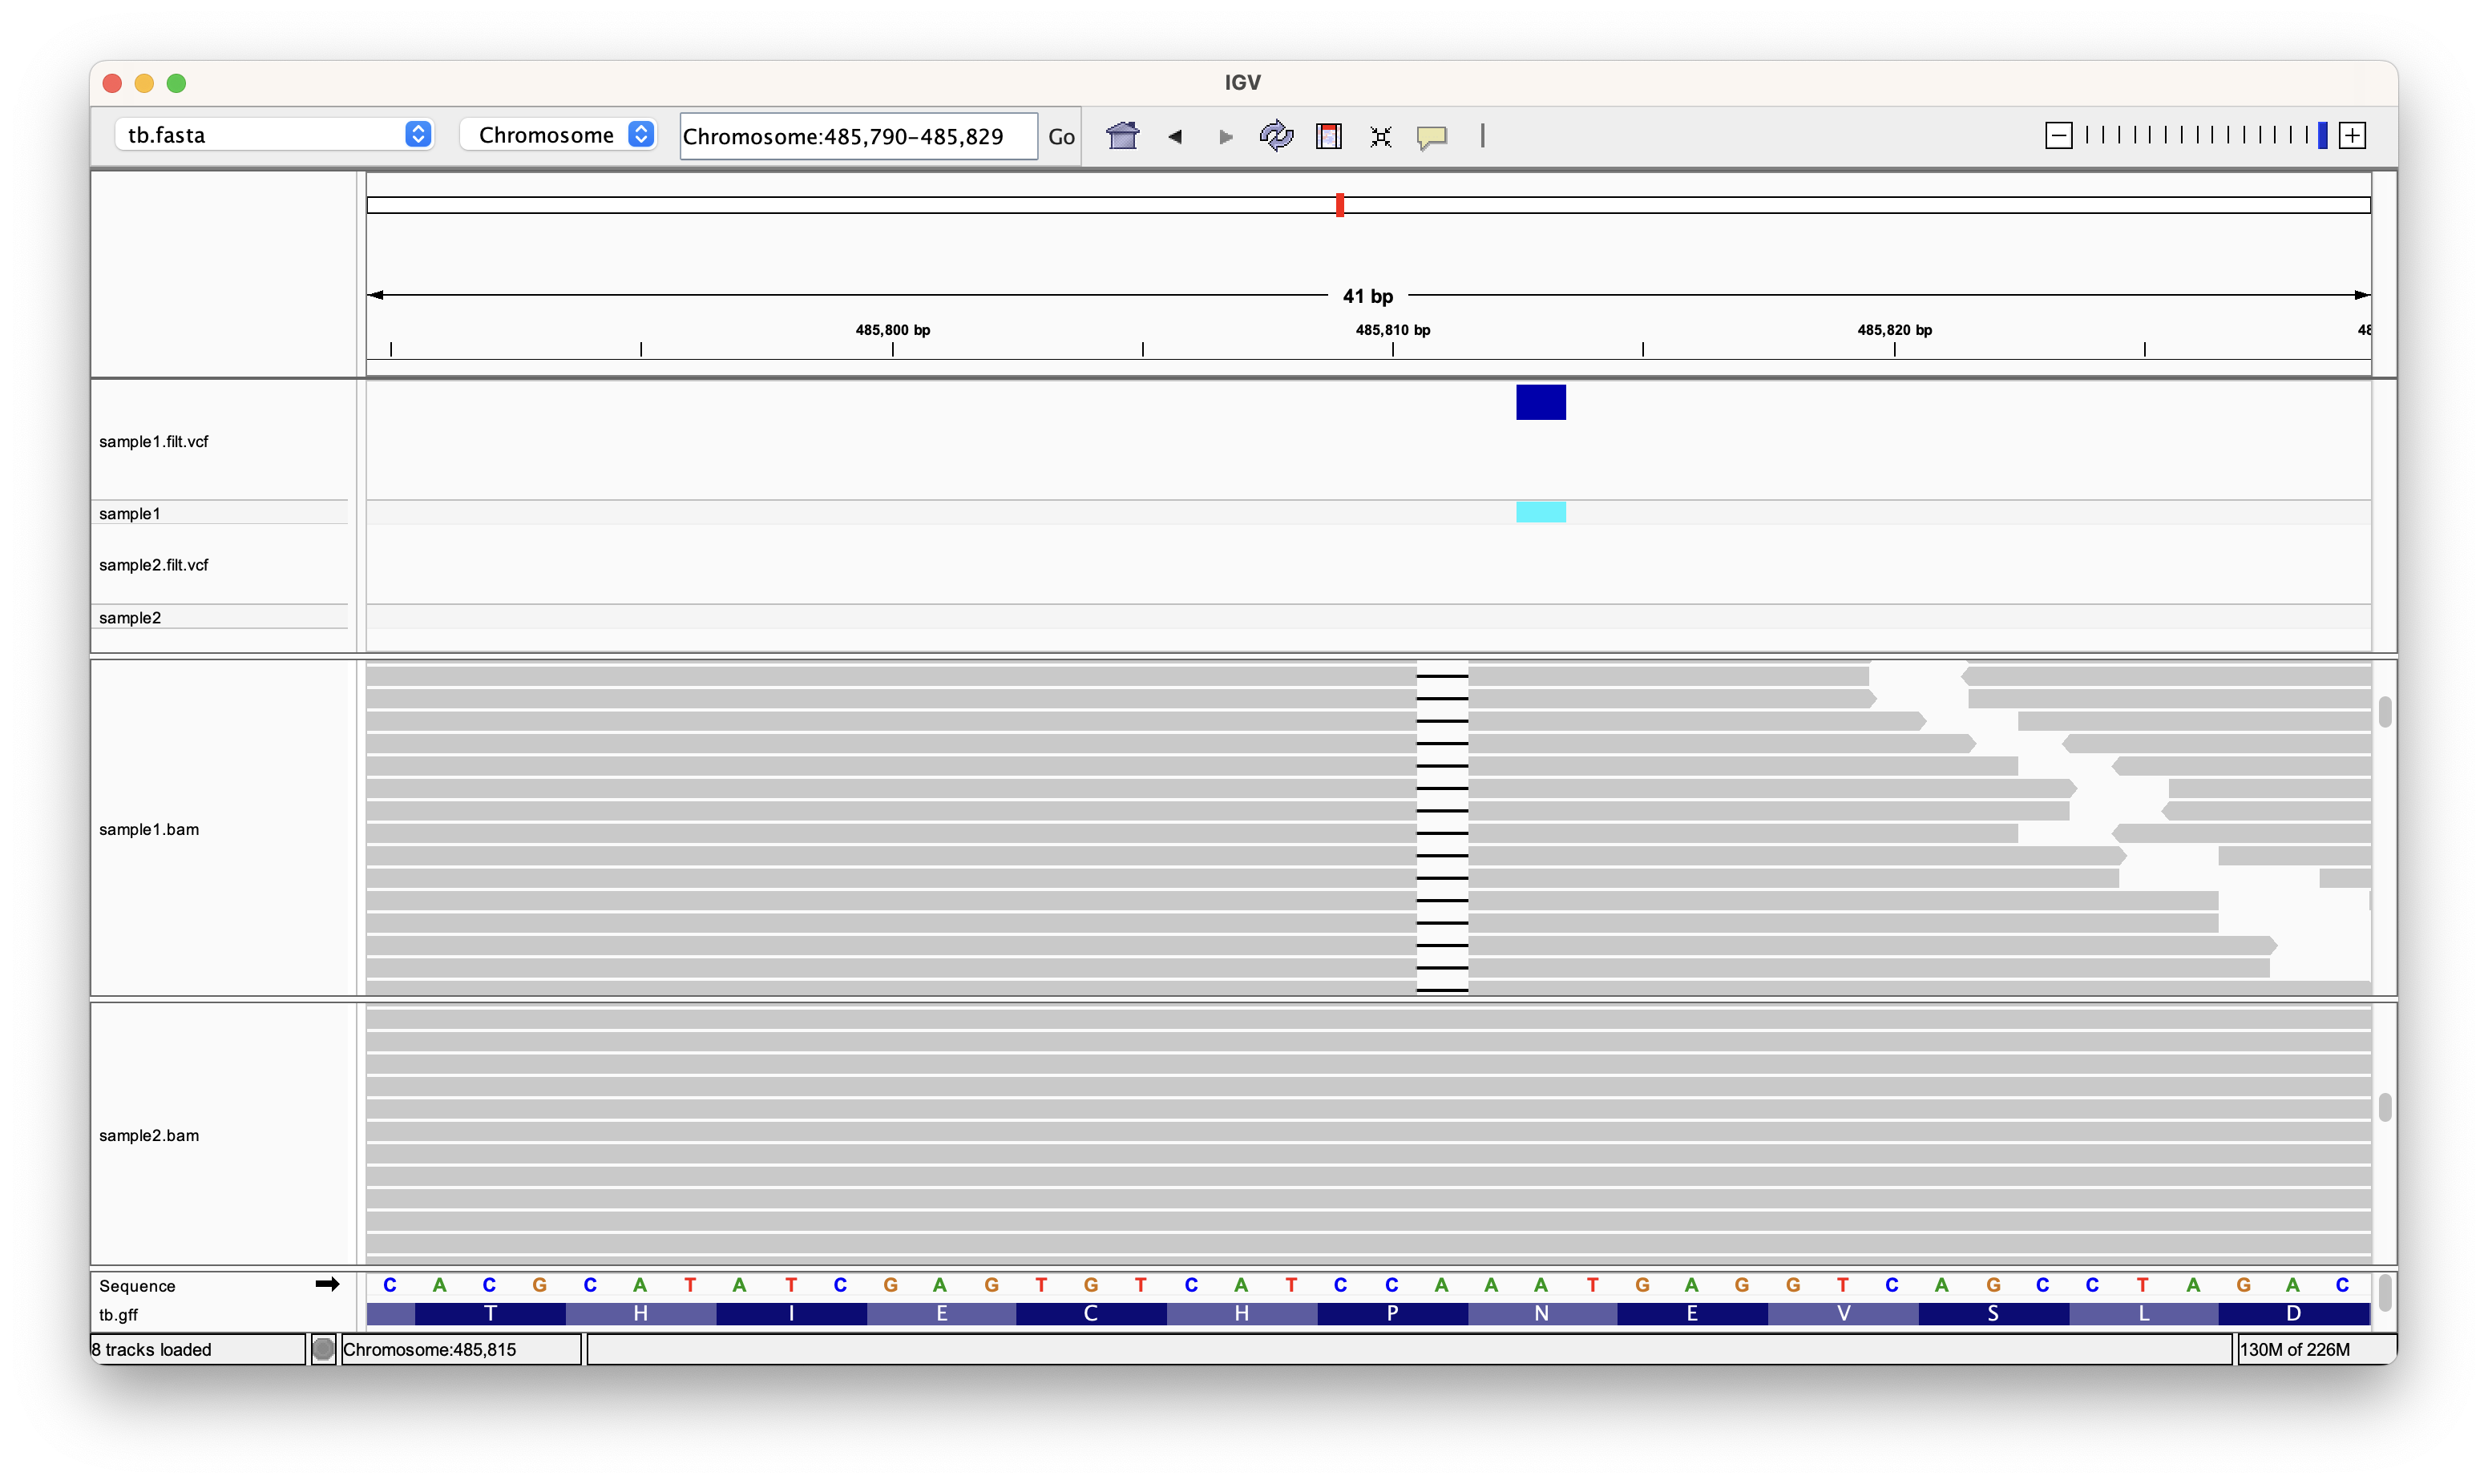 IGV
tb.fasta Chromosome Chromosome:485,790-485,829 Go
41 bp
485,800 bp 485,810 bp 485,820 bp 48
sample1.filt.vcf
sample1
sample2.filt.vcf
sample2
sample1.bam
sample2.bam
Sequence C A C G C A T A T C G A G T G T C A T C C A A A T G A G G T C A G C C T A G A C
tb.gff T H I E C H P N E V S L D
8 tracks loaded Chromosome:485,815 130M of 226M